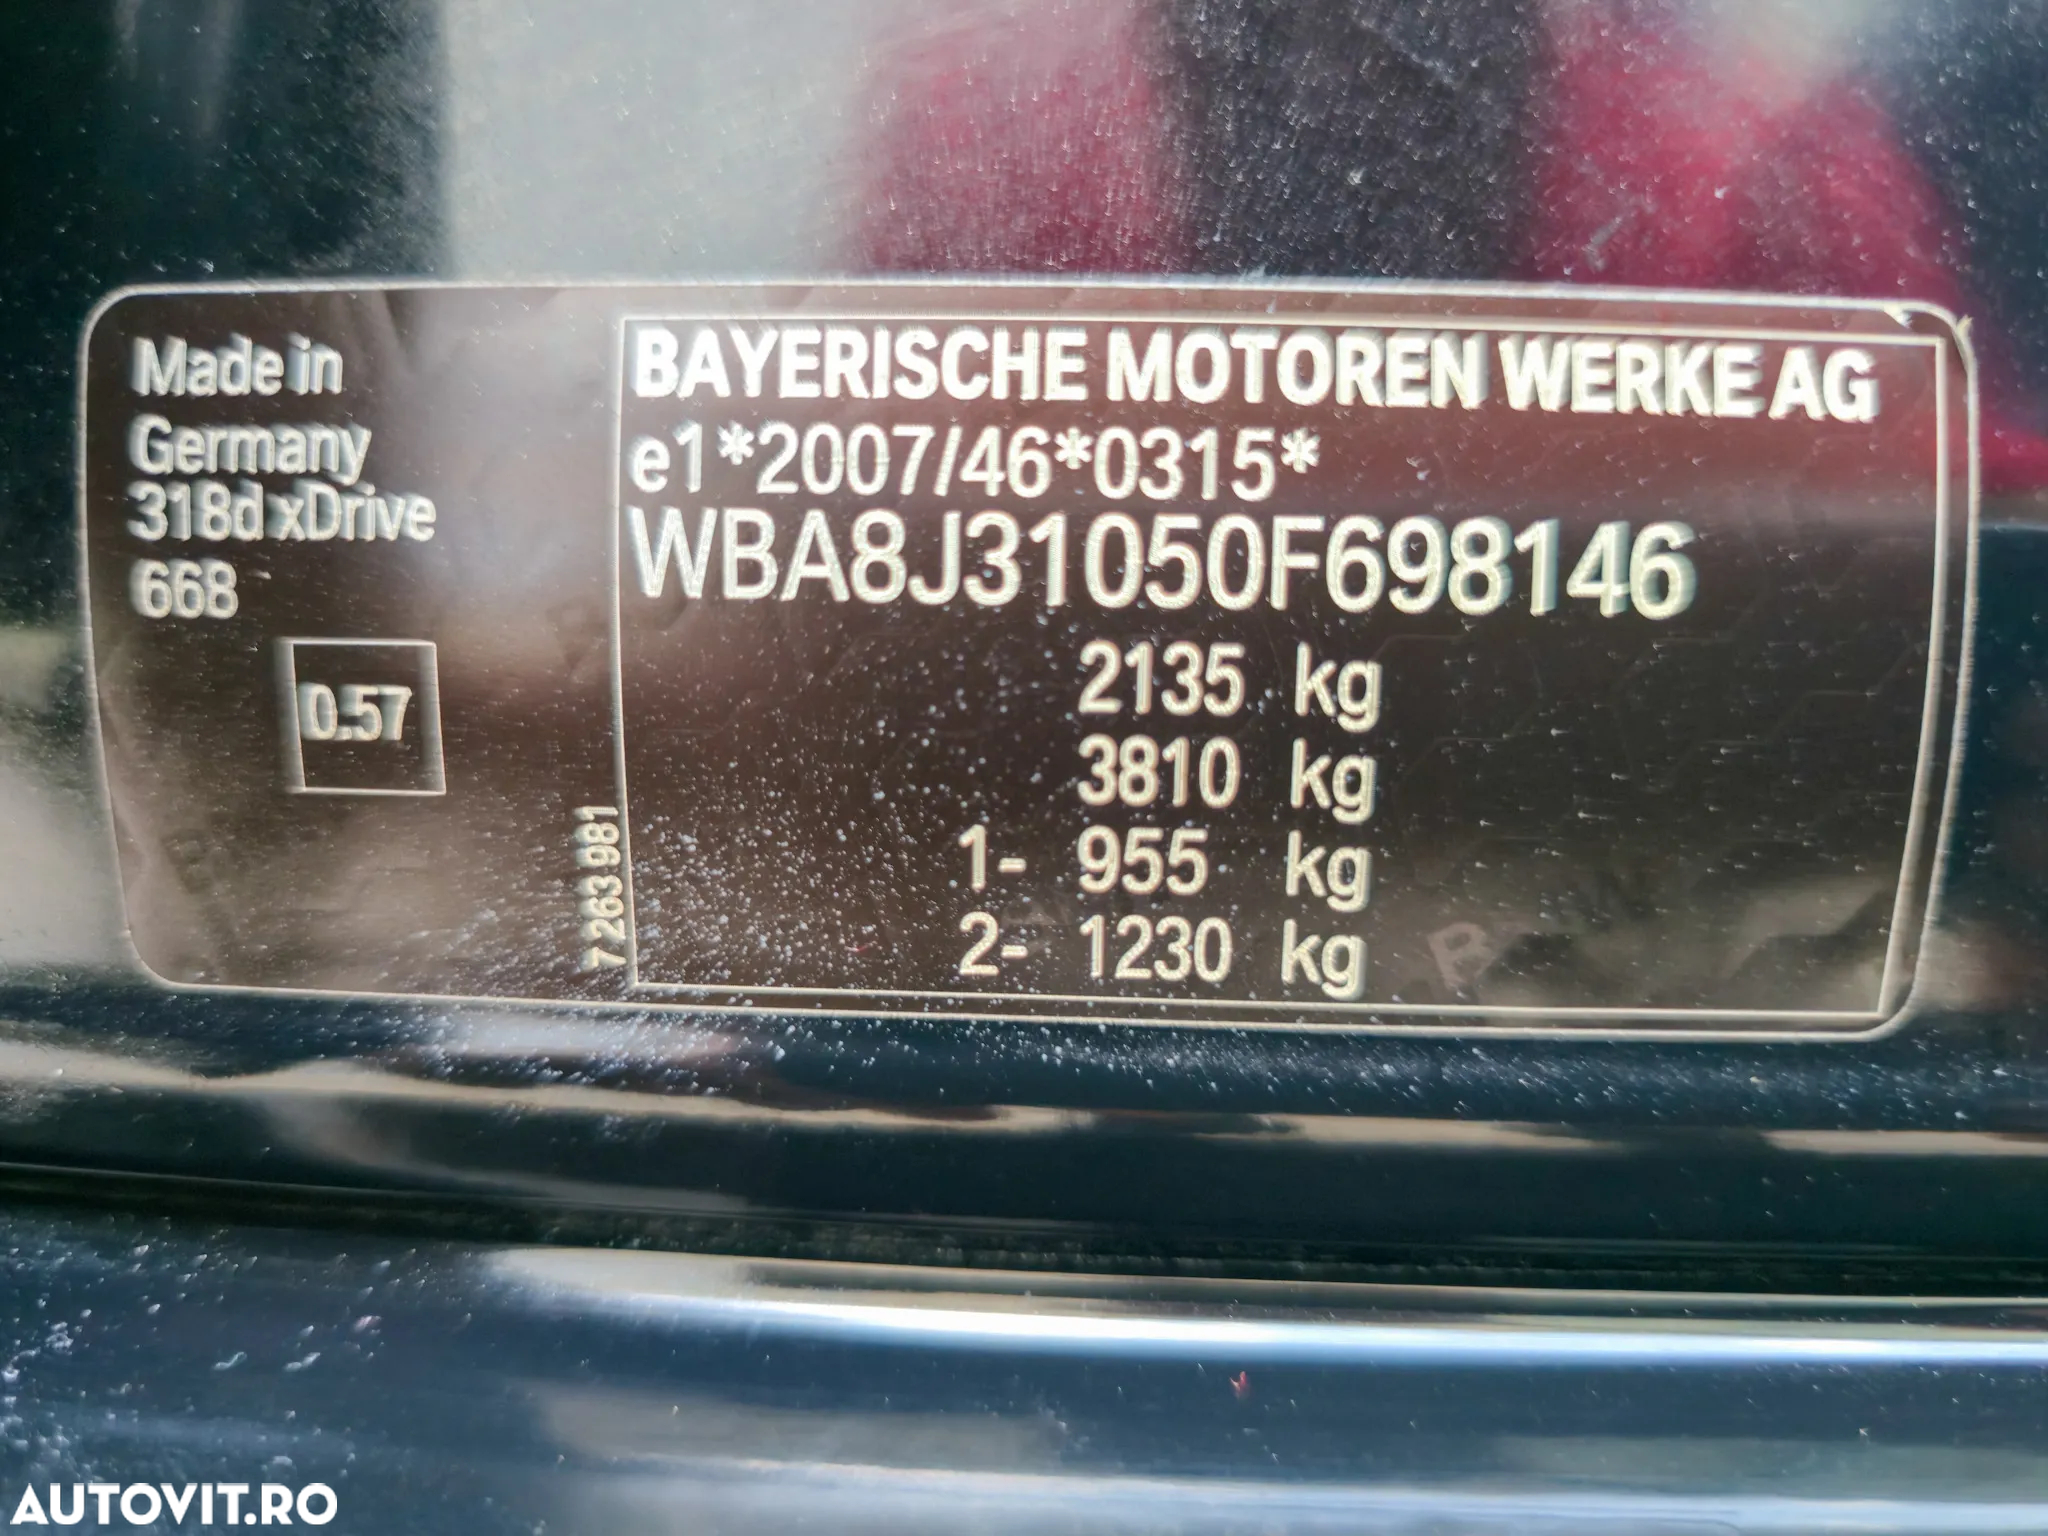 Made in
Germany
318d xDrive
668
0.57
7 263 981
BAYERISCHE MOTOREN WERKE AG
e1*2007/46*0315*
WBA8J31050F698146
2135 kg
3810 kg
1- 955 kg
2- 1230 kg
AUTOVIT.RO